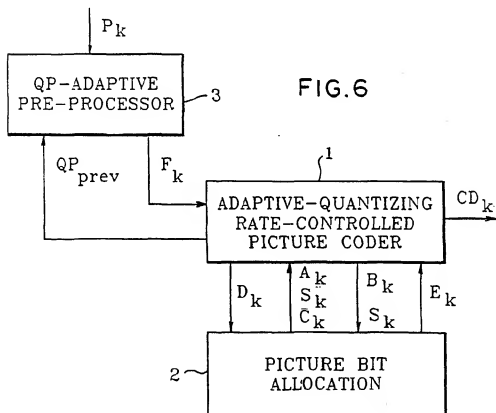 P_k
QP-ADAPTIVE
PRE-PROCESSOR
3
FIG.6
QP_prev
F_k
1
ADAPTIVE-QUANTIZING
RATE-CONTROLLED
PICTURE CODER
CD_k
D_k
A_k
S_k
C̄_k
B_k
S_k
E_k
2
PICTURE BIT
ALLOCATION